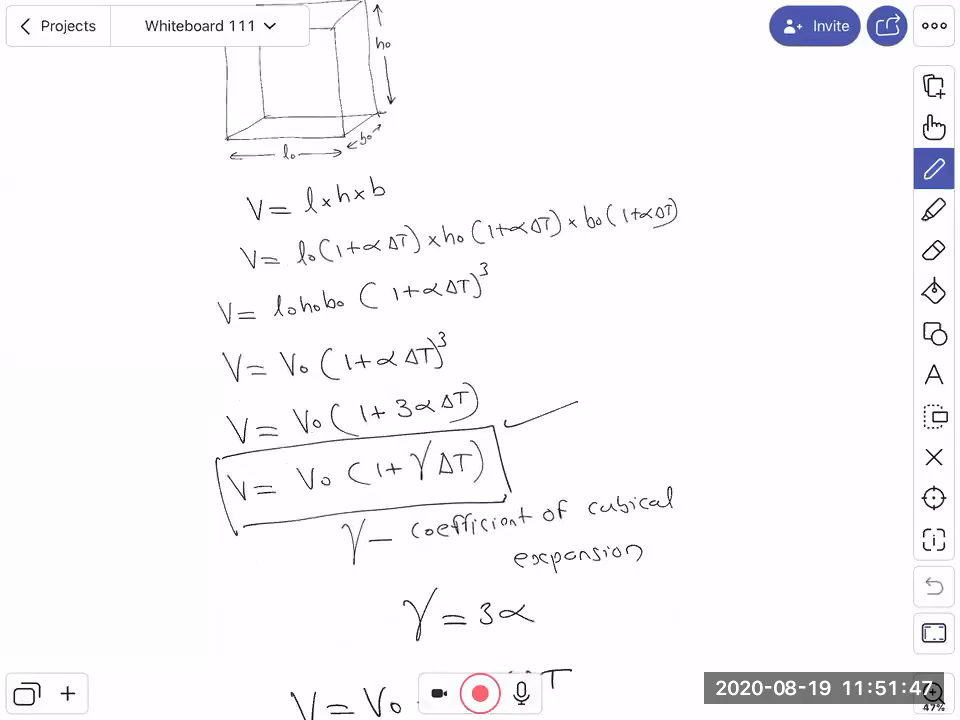 Projects
Whiteboard 111
Invite
h₀
b₀
l₀
V = l × h × b
V = l₀(1+αΔT) × h₀(1+αΔT) × b₀(1+αΔT)
V = l₀h₀b₀ (1+αΔT)³
V = V₀ (1+αΔT)³
V = V₀ (1+3αΔT)
V = V₀ (1+γΔT)
γ – coefficient of cubical
expansion
γ = 3α
V = V₀
T
2020-08-19 11:51:47
47%